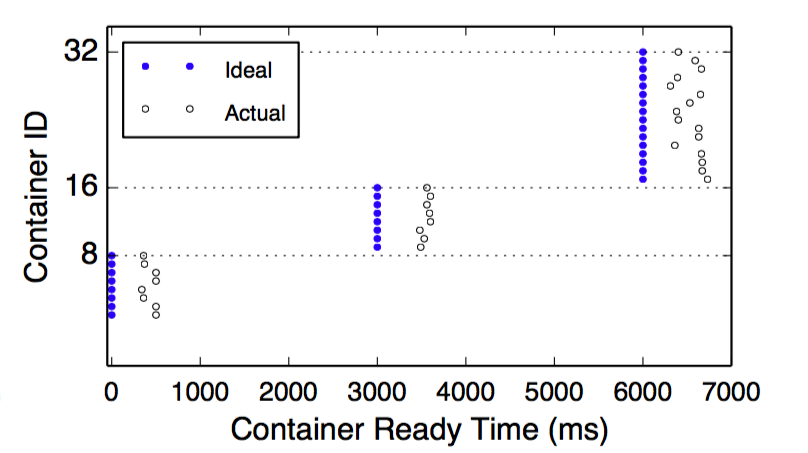 32
Ideal
Actual
16
8
Container ID
0 1000 2000 3000 4000 5000 6000 7000
Container Ready Time (ms)